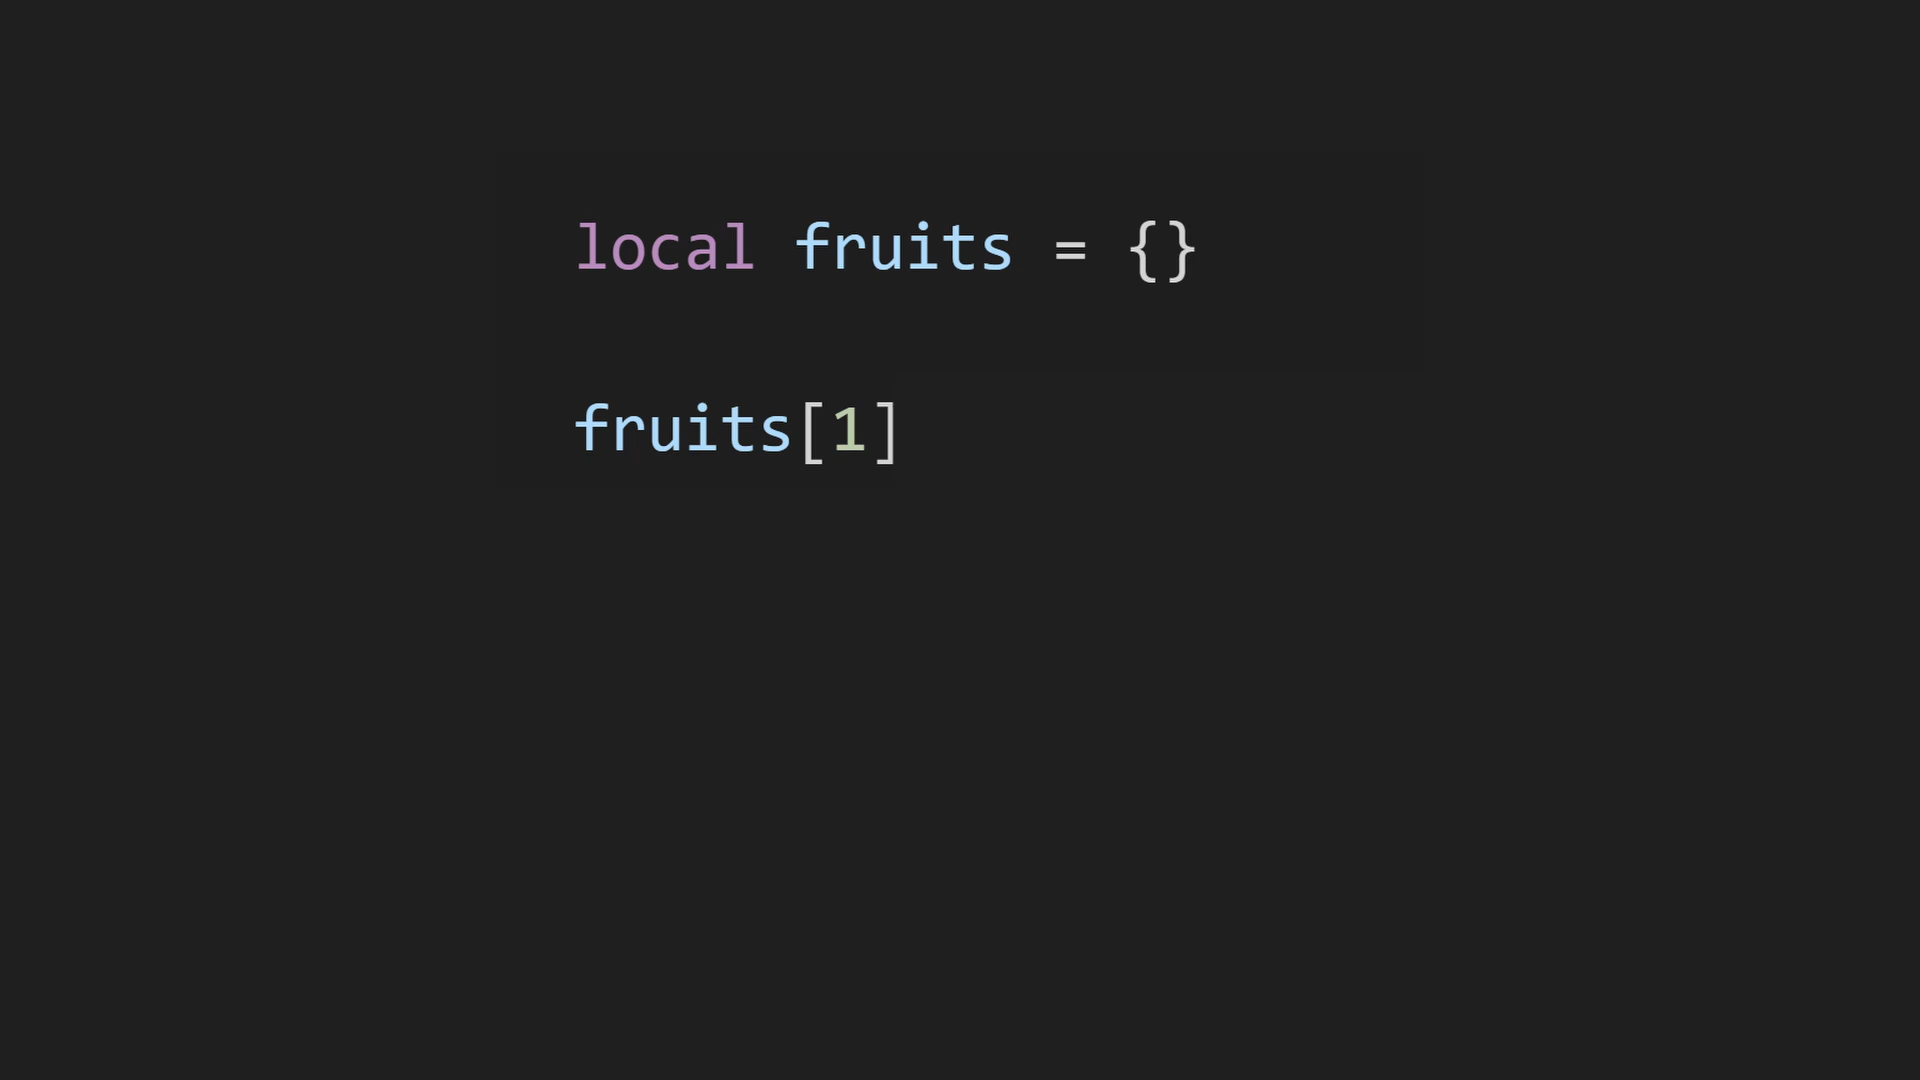 local fruits = {}
fruits[1]